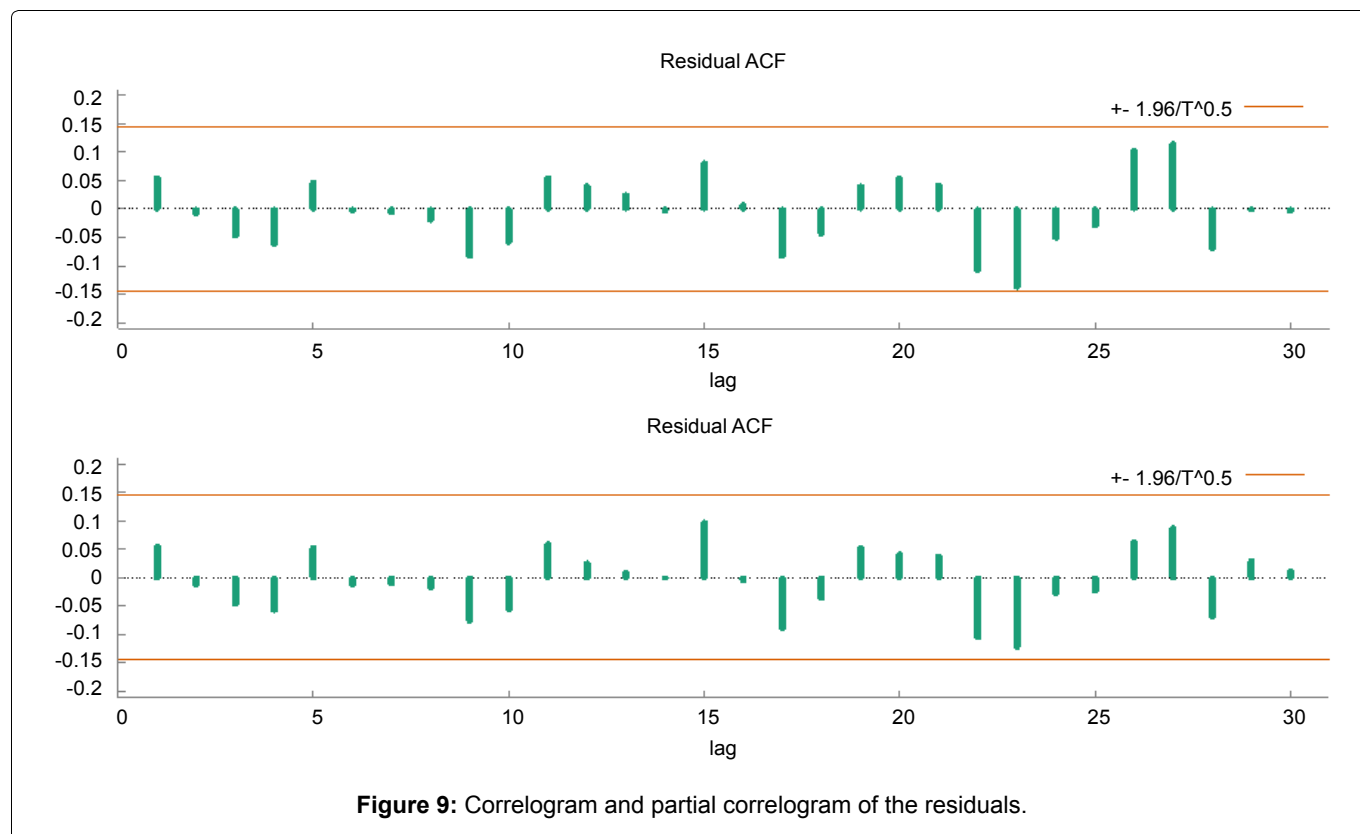 Residual ACF
+- 1.96/T^0.5
0.2
0.15
0.1
0.05
0
-0.05
-0.1
-0.15
-0.2
0 5 10 15 20 25 30
lag
Residual ACF
+- 1.96/T^0.5
0.2
0.15
0.1
0.05
0
-0.05
-0.1
-0.15
-0.2
0 5 10 15 20 25 30
lag
Figure 9: Correlogram and partial correlogram of the residuals.